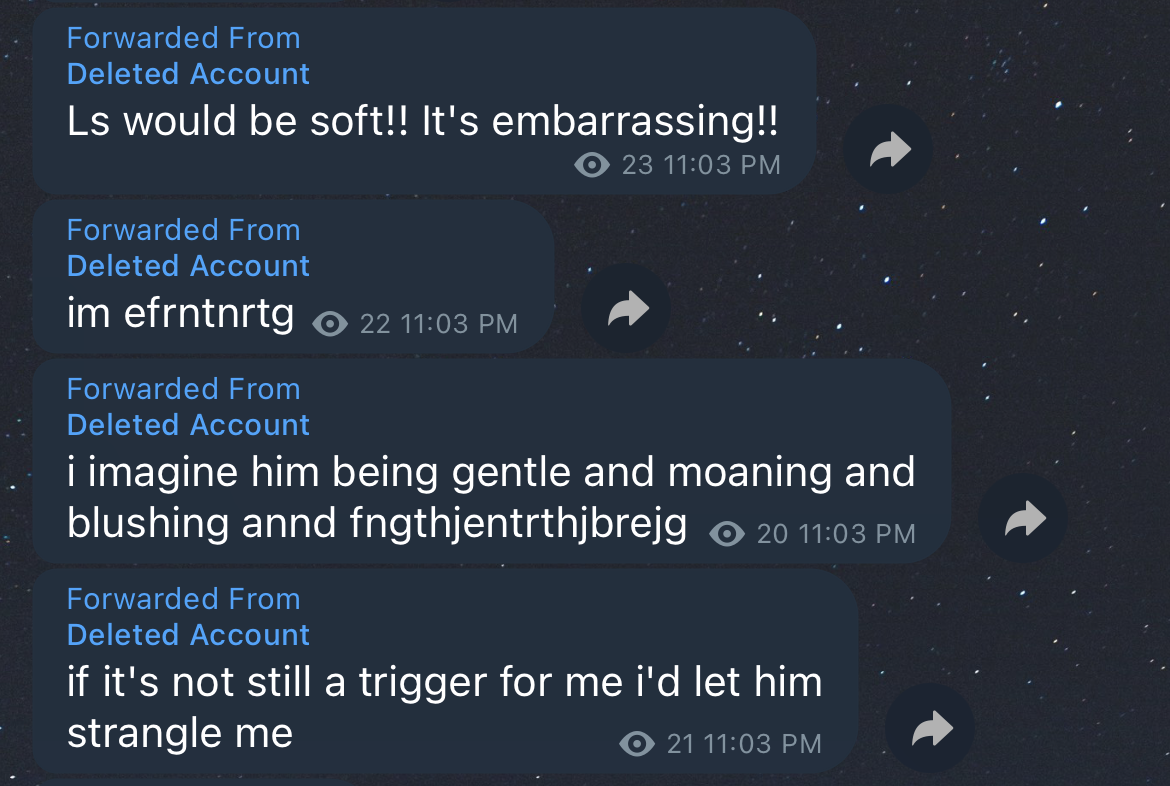 Forwarded From
Deleted Account
Ls would be soft!! It's embarrassing!!
23 11:03 PM
Forwarded From
Deleted Account
im efrntnrtg 22 11:03 PM
Forwarded From
Deleted Account
i imagine him being gentle and moaning and
blushing annd fngthjentrthjbrejg 20 11:03 PM
Forwarded From
Deleted Account
if it's not still a trigger for me i'd let him
strangle me 21 11:03 PM